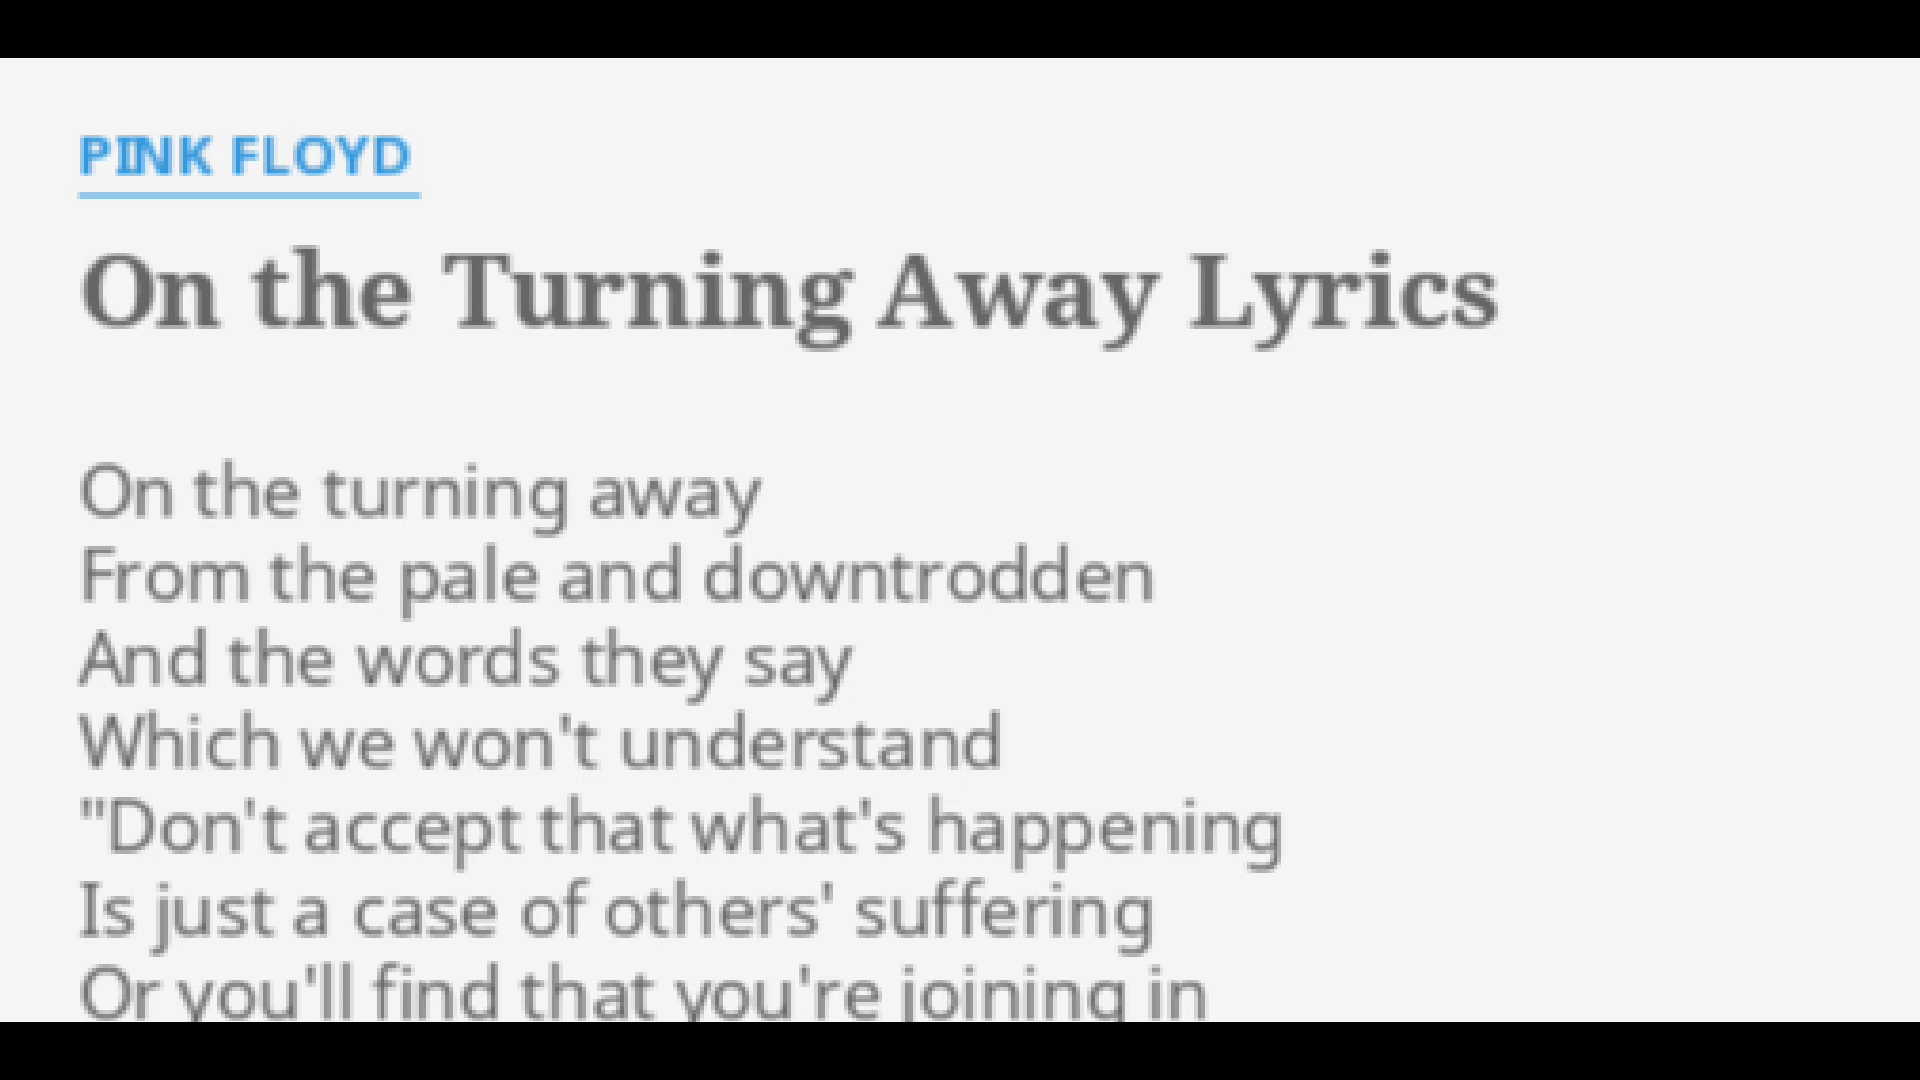 PINK FLOYD
On the Turning Away Lyrics
On the turning away
From the pale and downtrodden
And the words they say
Which we won't understand
"Don't accept that what's happening
Is just a case of others' suffering
Or you'll find that you're joining in